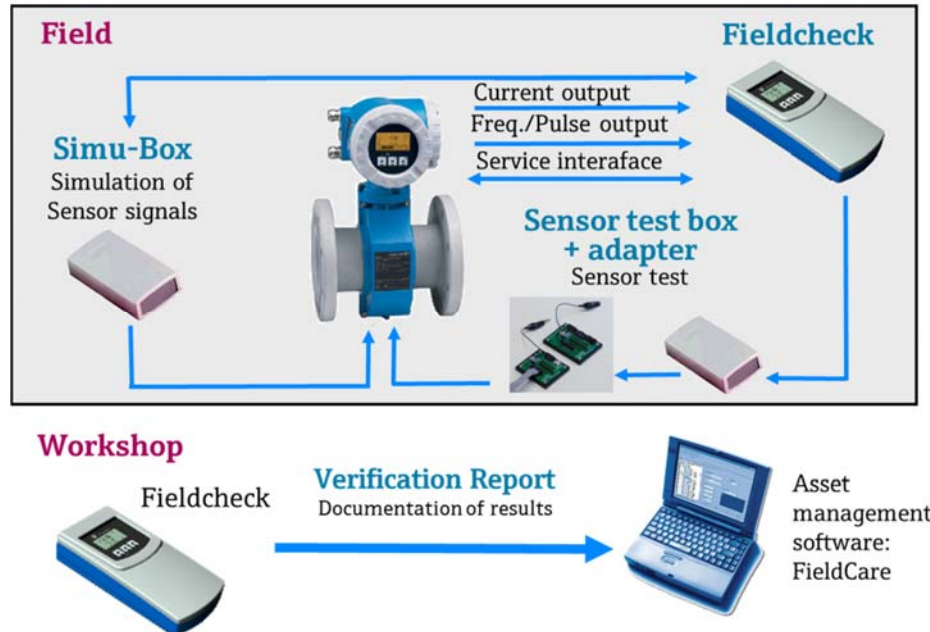 Field
Fieldcheck
Current output
Freq./Pulse output
Service interaface
Simu-Box
Simulation of
Sensor signals
Sensor test box
+ adapter
Sensor test
Workshop
Fieldcheck
Verification Report
Documentation of results
Asset
management
software:
FieldCare